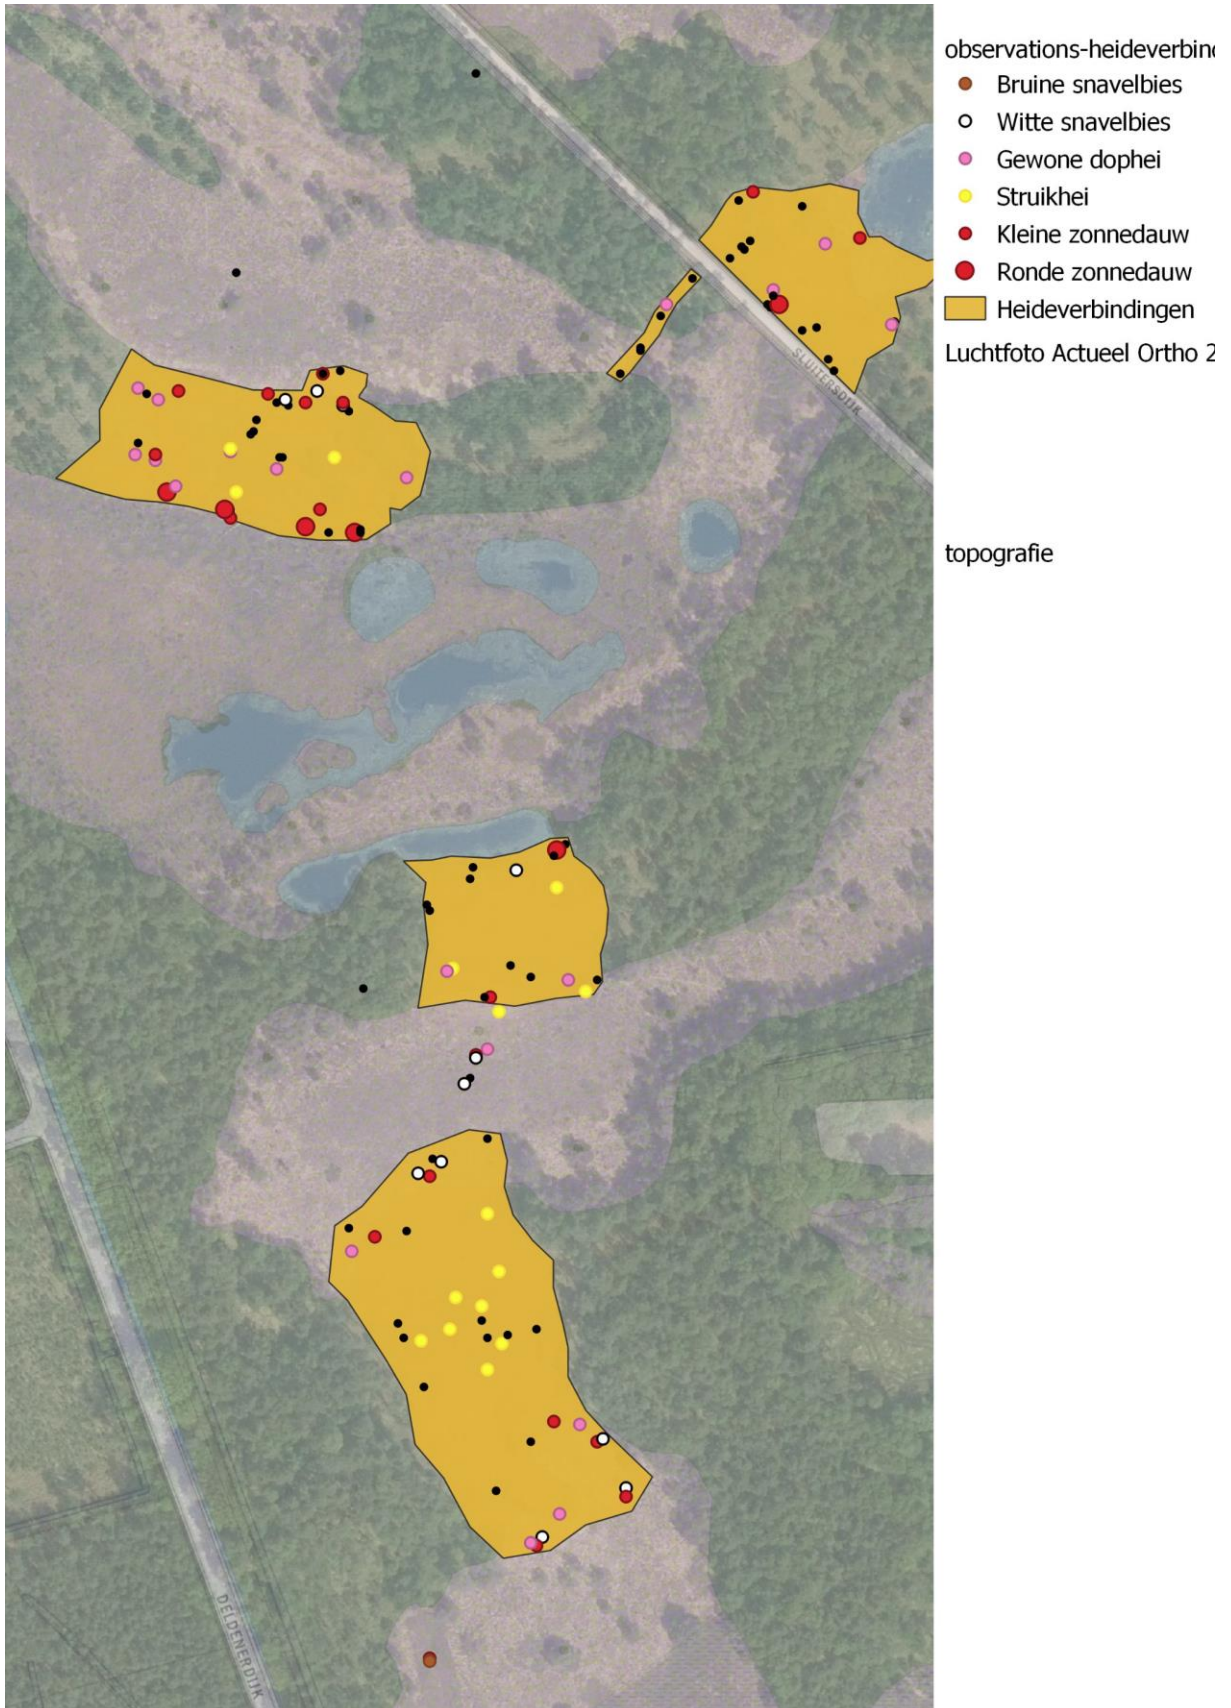 observations-heideverbind
Bruine snavelbies
Witte snavelbies
Gewone dophei
Struikhei
Kleine zonnedauw
Ronde zonnedauw
Heideverbindingen
Luchtfoto Actueel Ortho 2
topografie
SLUITERSDIJK
DELDENERDIJK